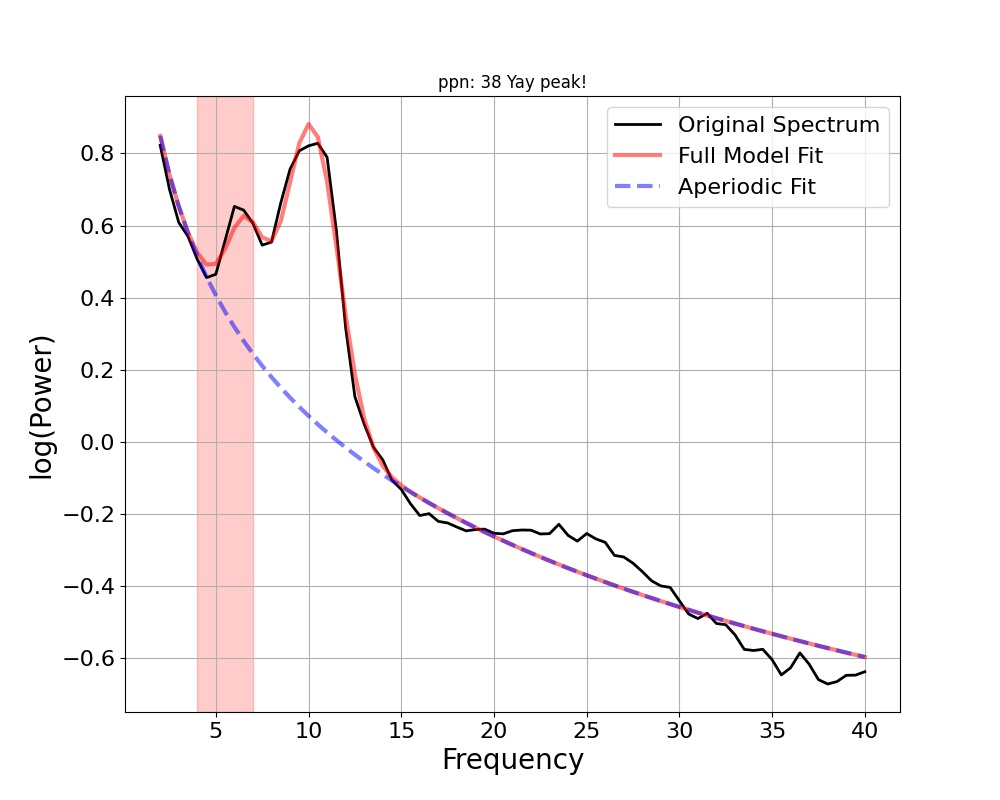 ppn: 38 Yay peak!
Original Spectrum
Full Model Fit
Aperiodic Fit
log(Power)
0.8
0.6
0.4
0.2
0.0
−0.2
−0.4
−0.6
5 10 15 20 25 30 35 40
Frequency